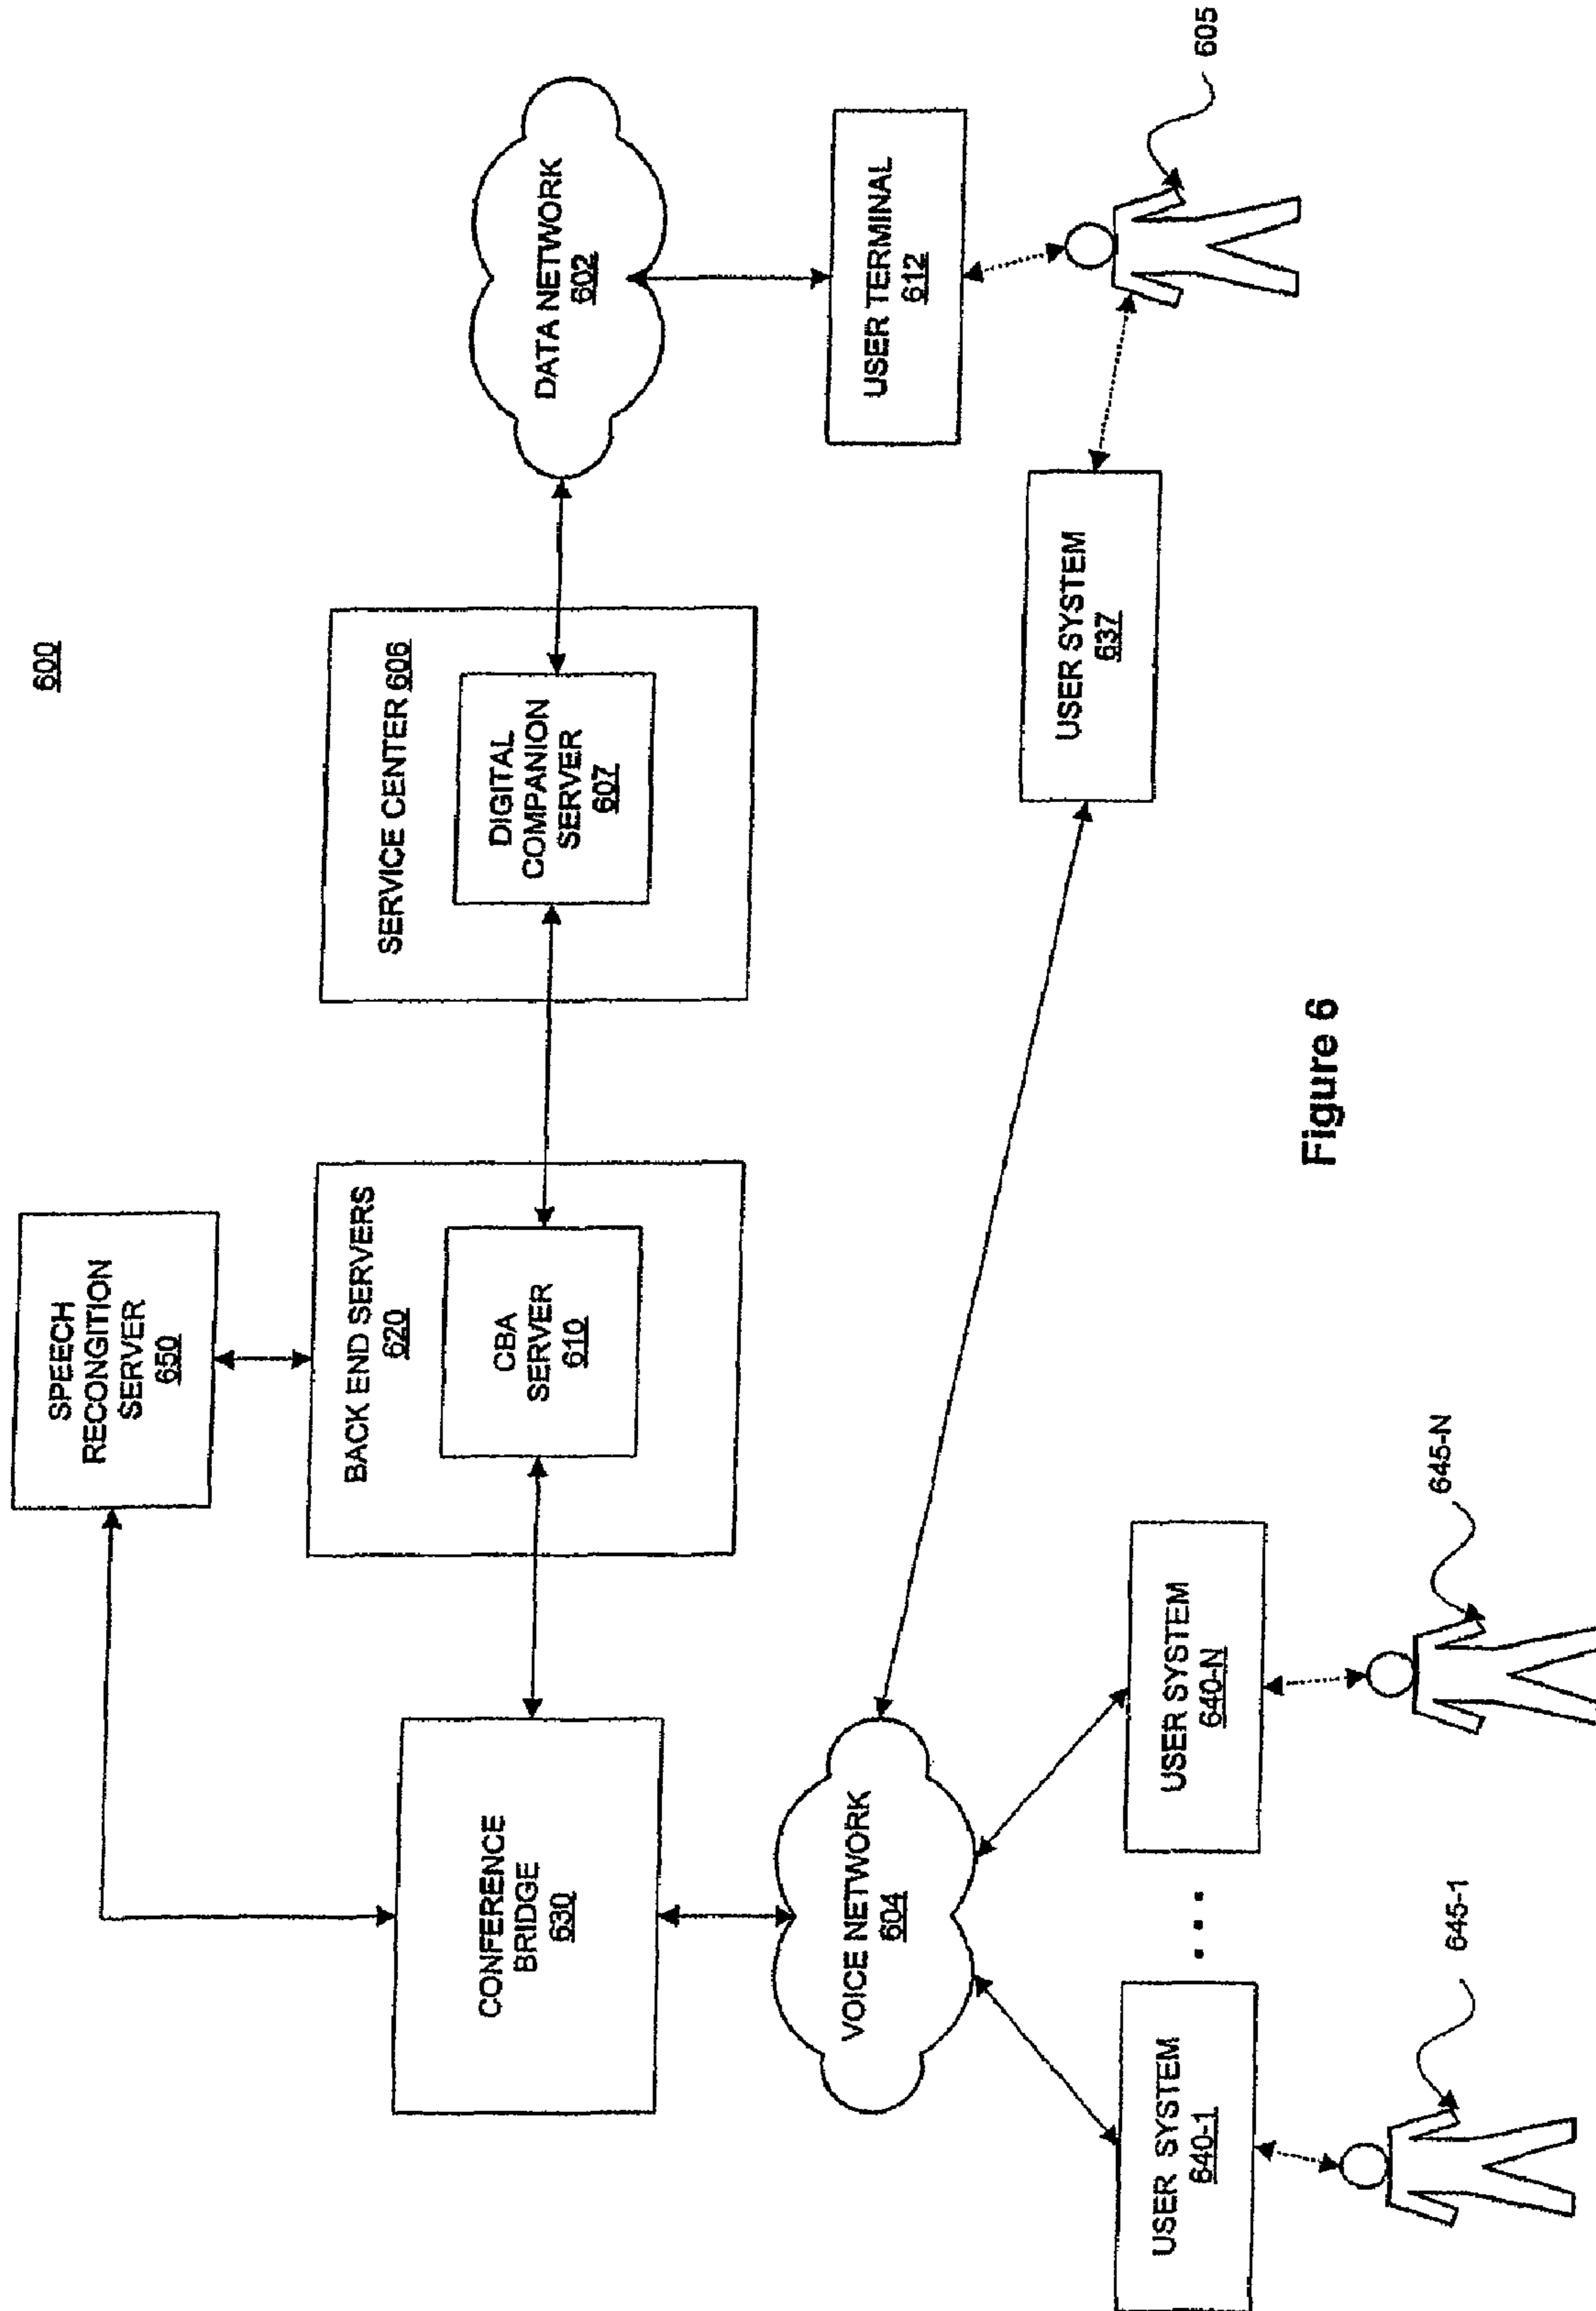 600
SPEECH
RECONGITION
SERVER
650
BACK END SERVERS
620
CBA
SERVER
610
SERVICE CENTER 606
DIGITAL
COMPANION
SERVER
607
DATA NETWORK
602
CONFERENCE
BRIDGE
630
VOICE NETWORK
604
USER TERMINAL
612
USER SYSTEM
637
605
USER SYSTEM
640-1
. . .
USER SYSTEM
640-N
645-1
645-N
Figure 6